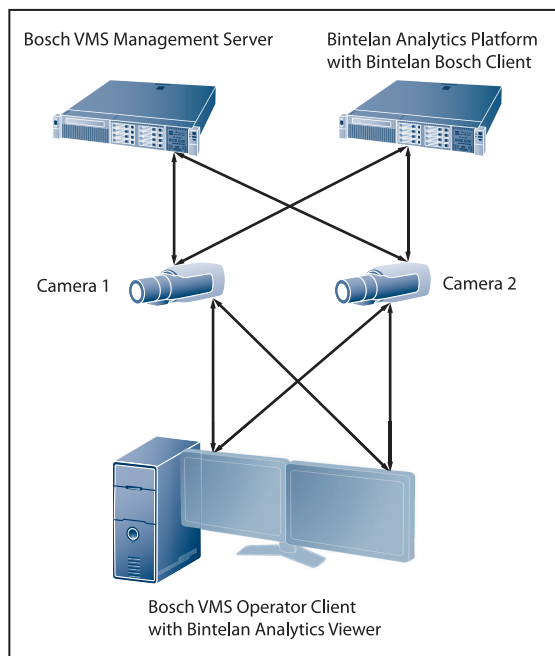 Bosch VMS Management Server
Bintelan Analytics Platform
with Bintelan Bosch Client
Camera 1
Camera 2
Bosch VMS Operator Client
with Bintelan Analytics Viewer